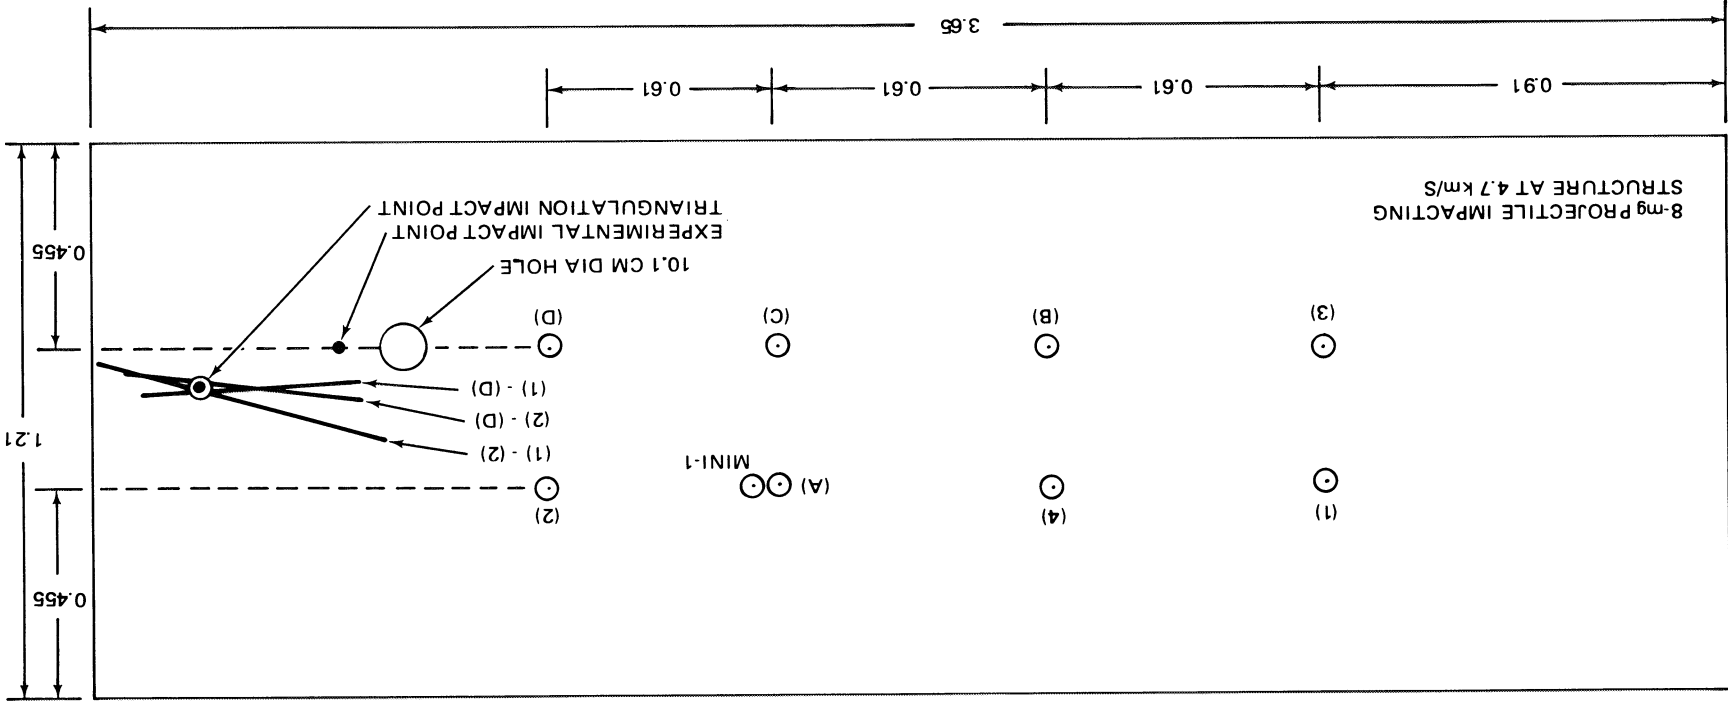 0.455
(1)
(4)
(2)
(A)
MINI-1
(1) - (2)
1.21
(2) - (D)
(1) - (D)
(3)
(B)
(C)
(D)
10.1 CM DIA HOLE
EXPERIMENTAL IMPACT POINT
TRIANGULATION IMPACT POINT
0.455
8-mg PROJECTILE IMPACTING
STRUCTURE AT 4.7 km/S
0.91
0.61
0.61
0.61
3.65